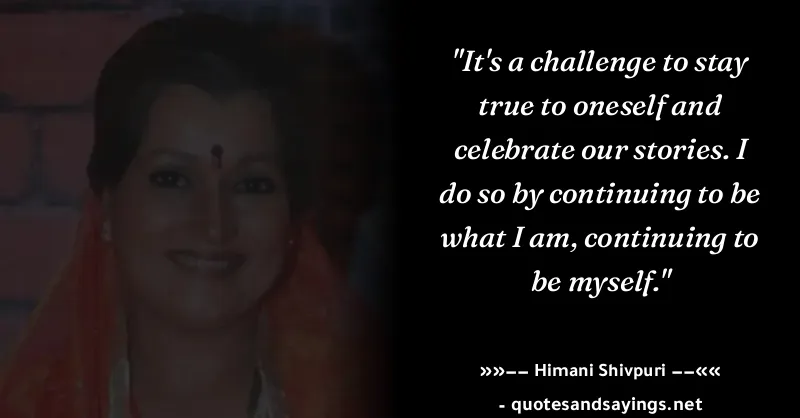 "It's a challenge to stay
true to oneself and
celebrate our stories. I
do so by continuing to be
what I am, continuing to
be myself."
»»–– Himani Shivpuri ––««
- quotesandsayings.net